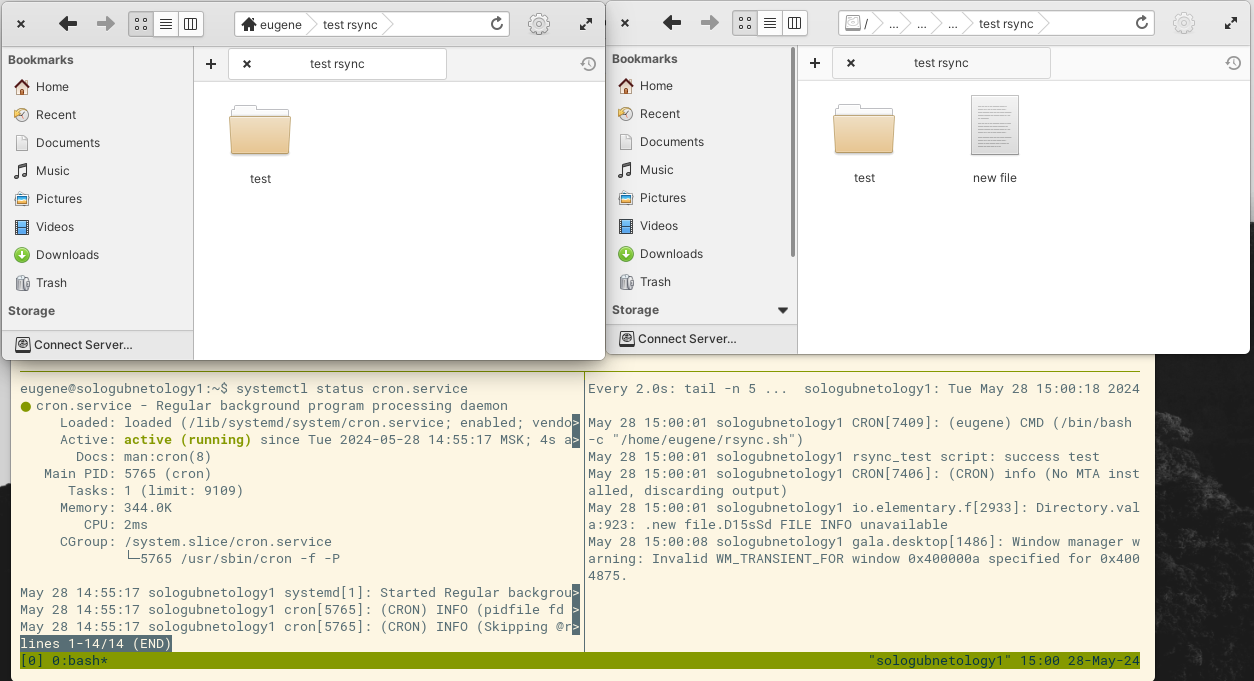 eugene
test rsync
Bookmarks
Home
Recent
Documents
Music
Pictures
Videos
Downloads
Trash
Storage
Connect Server...
+
test rsync
test
/
...
...
...
test rsync
Bookmarks
Home
Recent
Documents
Music
Pictures
Videos
Downloads
Trash
Storage
Connect Server...
+
test rsync
test
new file
eugene@sologubnetology1:~$ systemctl status cron.service
● cron.service - Regular background program processing daemon
Loaded: loaded (/lib/systemd/system/cron.service; enabled; vendo>
Active: active (running) since Tue 2024-05-28 14:55:17 MSK; 4s a>
Docs: man:cron(8)
Main PID: 5765 (cron)
Tasks: 1 (limit: 9109)
Memory: 344.0K
CPU: 2ms
CGroup: /system.slice/cron.service
└─5765 /usr/sbin/cron -f -P
May 28 14:55:17 sologubnetology1 systemd[1]: Started Regular backgrou>
May 28 14:55:17 sologubnetology1 cron[5765]: (CRON) INFO (pidfile fd >
May 28 14:55:17 sologubnetology1 cron[5765]: (CRON) INFO (Skipping @r>
lines 1-14/14 (END)
Every 2.0s: tail -n 5 ...  sologubnetology1: Tue May 28 15:00:18 2024
May 28 15:00:01 sologubnetology1 CRON[7409]: (eugene) CMD (/bin/bash
-c "/home/eugene/rsync.sh")
May 28 15:00:01 sologubnetology1 rsync_test script: success test
May 28 15:00:01 sologubnetology1 CRON[7406]: (CRON) info (No MTA inst
alled, discarding output)
May 28 15:00:01 sologubnetology1 io.elementary.f[2933]: Directory.val
a:923: .new file.D15sSd FILE INFO unavailable
May 28 15:00:08 sologubnetology1 gala.desktop[1486]: Window manager w
arning: Invalid WM_TRANSIENT_FOR window 0x400000a specified for 0x400
4875.
[0] 0:bash*
"sologubnetology1" 15:00 28-May-24